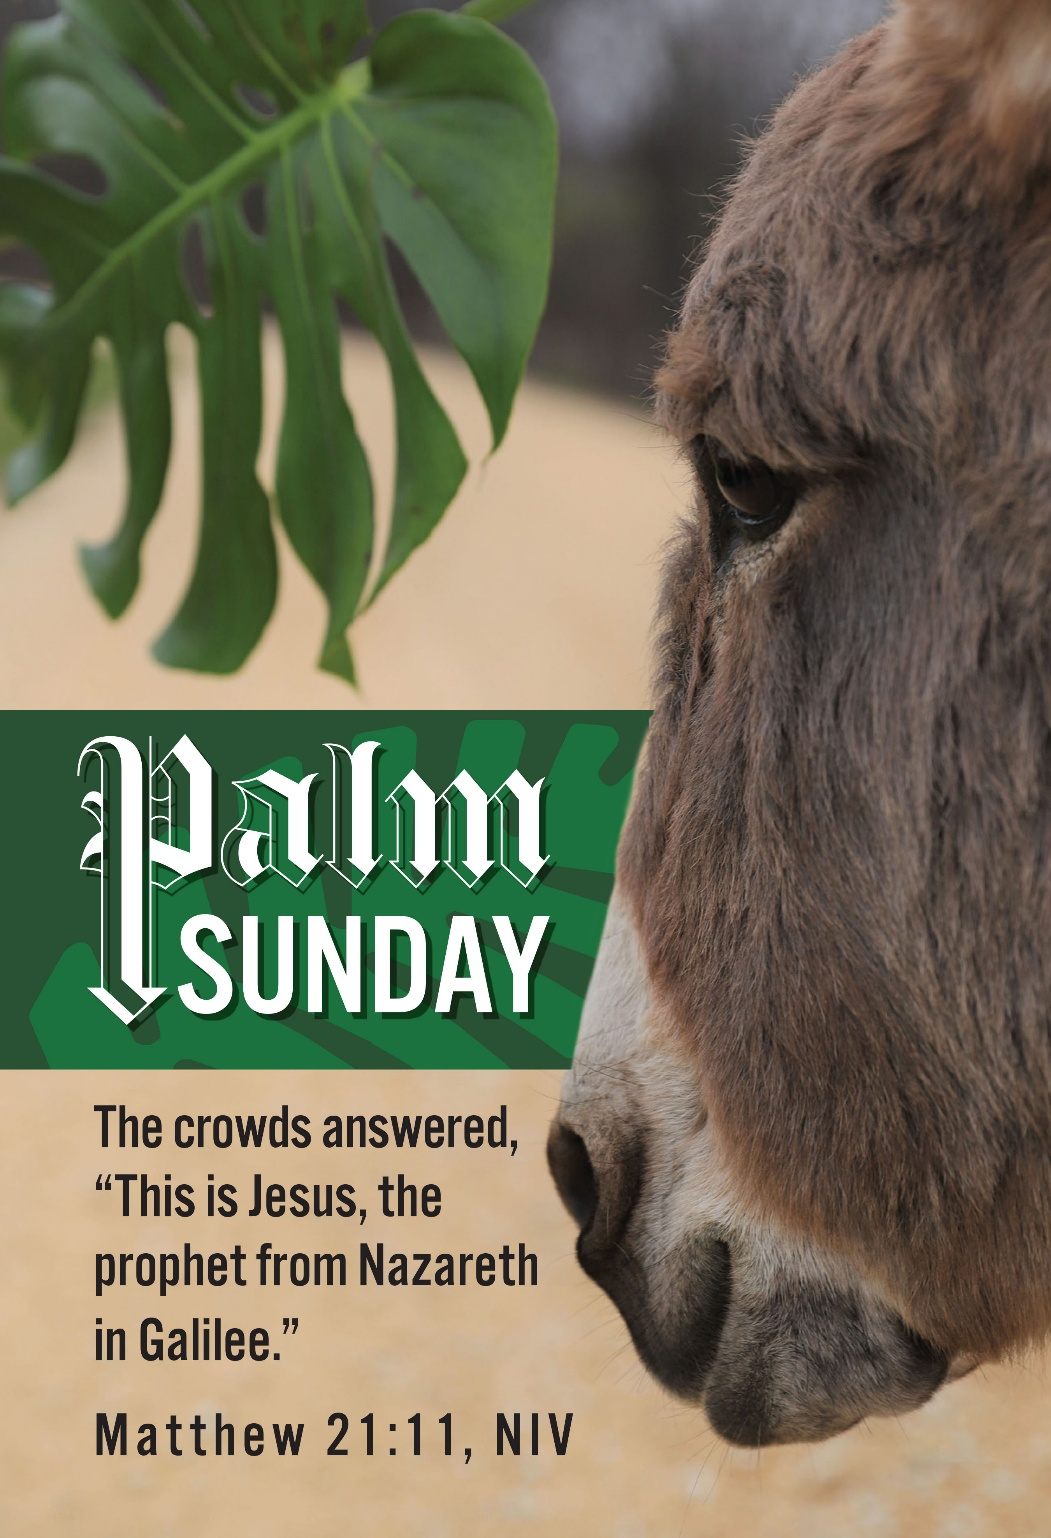 Palm
SUNDAY
The crowds answered,
“This is Jesus, the
prophet from Nazareth
in Galilee.”
Matthew 21:11, NIV